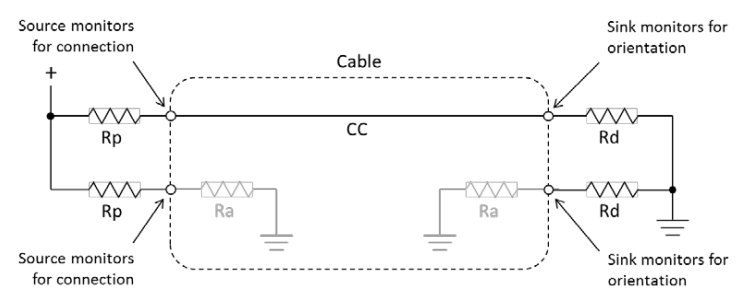 Source monitors
for connection
Sink monitors for
orientation
Cable
+
CC
Rp
Rd
Rp
Ra
Ra
Rd
Source monitors
for connection
Sink monitors for
orientation